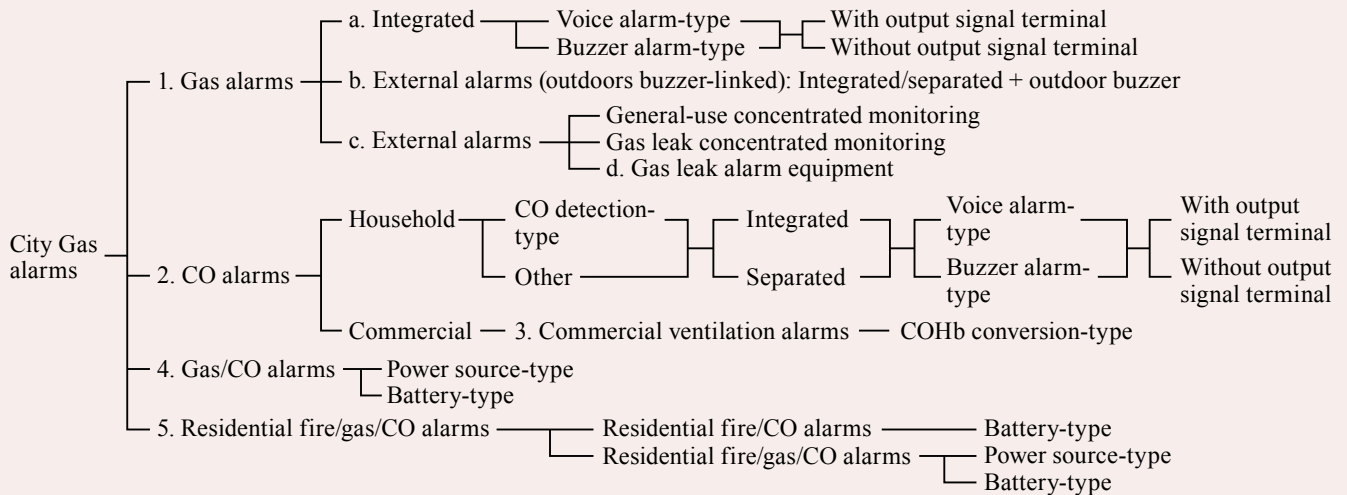 a. Integrated Voice alarm-type With output signal terminal
Buzzer alarm-type Without output signal terminal
1. Gas alarms b. External alarms (outdoors buzzer-linked): Integrated/separated + outdoor buzzer
General-use concentrated monitoring
c. External alarms Gas leak concentrated monitoring
d. Gas leak alarm equipment
City Gas
alarms
2. CO alarms
Household
CO detection-
type
Other
Integrated
Separated
Voice alarm-
type
Buzzer alarm-
type
With output
signal terminal
Without output
signal terminal
Commercial 3. Commercial ventilation alarms COHb conversion-type
4. Gas/CO alarms Power source-type
Battery-type
5. Residential fire/gas/CO alarms Residential fire/CO alarms Battery-type
Residential fire/gas/CO alarms Power source-type
Battery-type